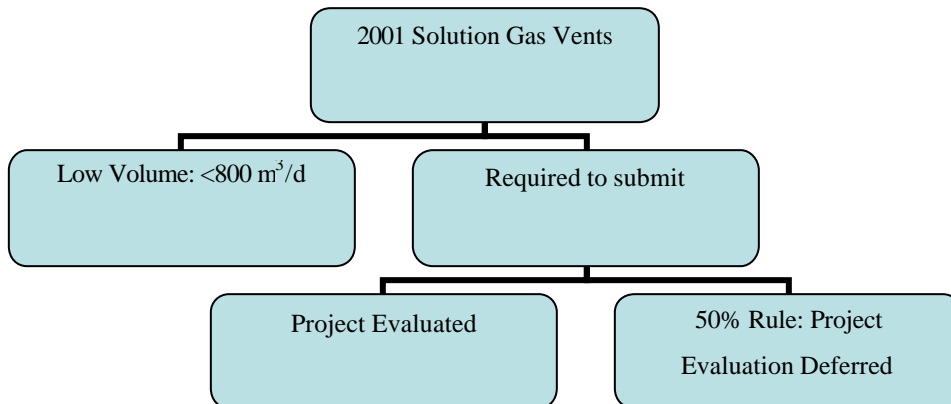 2001 Solution Gas Vents
Low Volume: <800 m³/d
Required to submit
Project Evaluated
50% Rule: Project
Evaluation Deferred